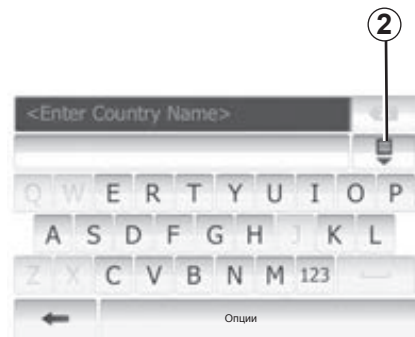 2
<Enter Country Name>
Q W E R T Y U I O P
A S D F G H J K L
Z X C V B N M 123
Опции